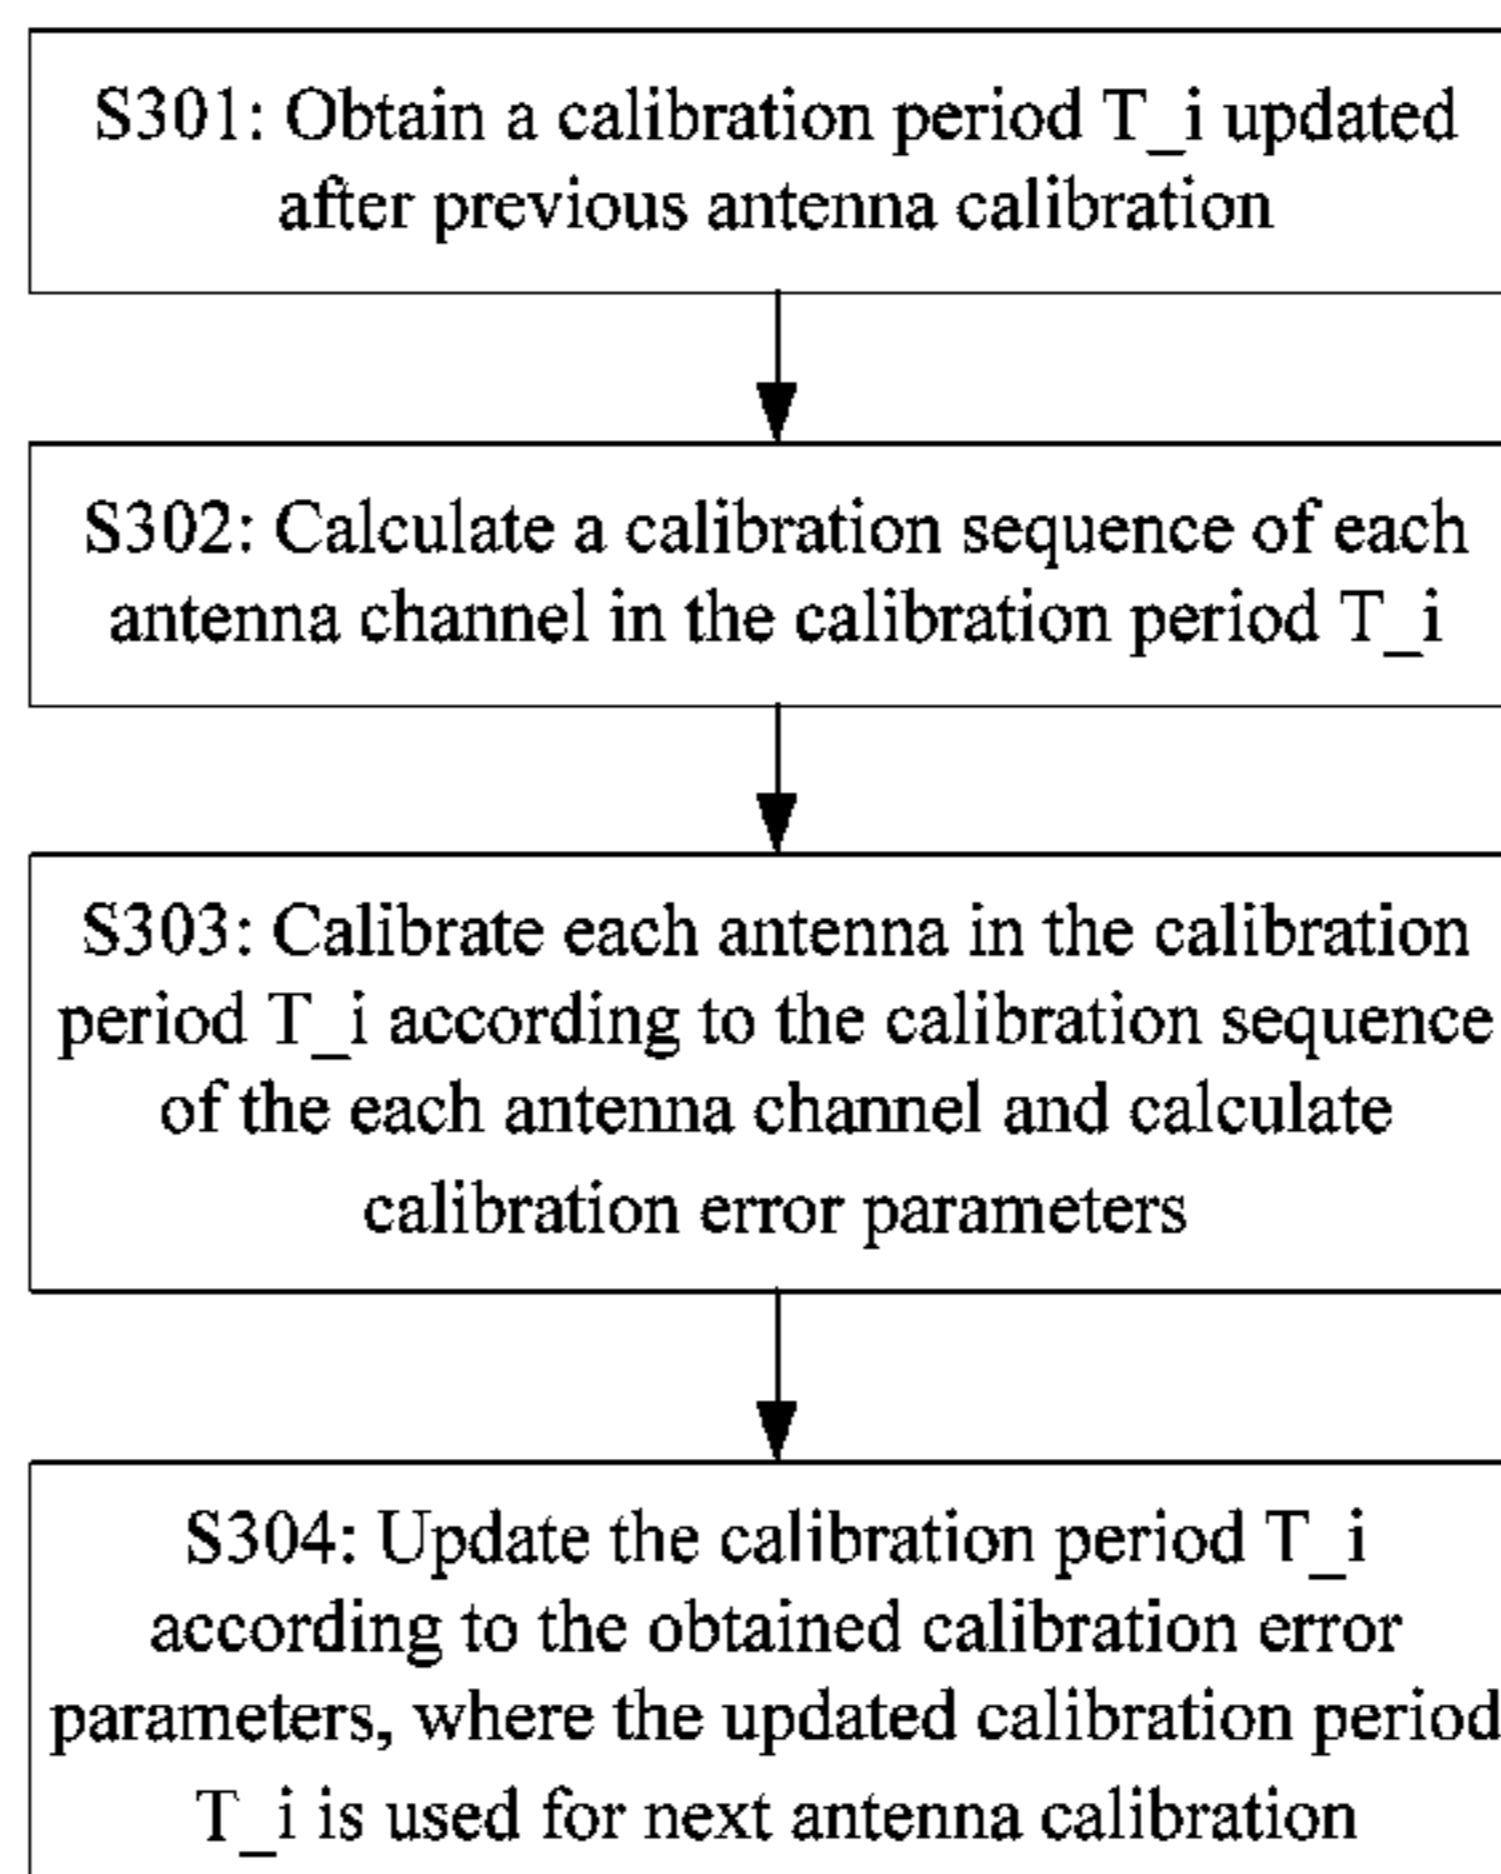 S301: Obtain a calibration period T_i updated
after previous antenna calibration
S302: Calculate a calibration sequence of each
antenna channel in the calibration period T_i
S303: Calibrate each antenna in the calibration
period T_i according to the calibration sequence
of the each antenna channel and calculate
calibration error parameters
S304: Update the calibration period T_i
according to the obtained calibration error
parameters, where the updated calibration period
T_i is used for next antenna calibration